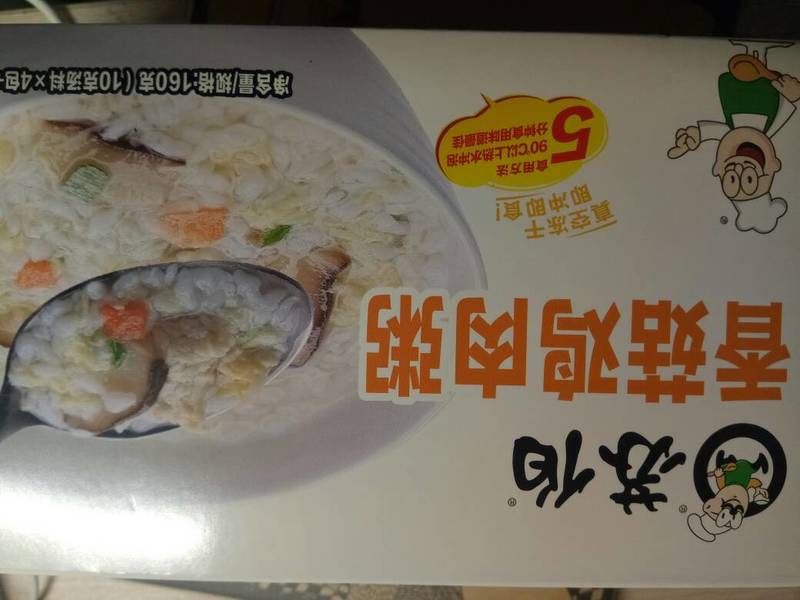 苏伯
香菇鸡肉粥
真空冻干
即冲即食!
食用方法
90℃以上热水冲泡
5
分钟食用味道最佳
净含量/规格:160克(10克汤料×4包+